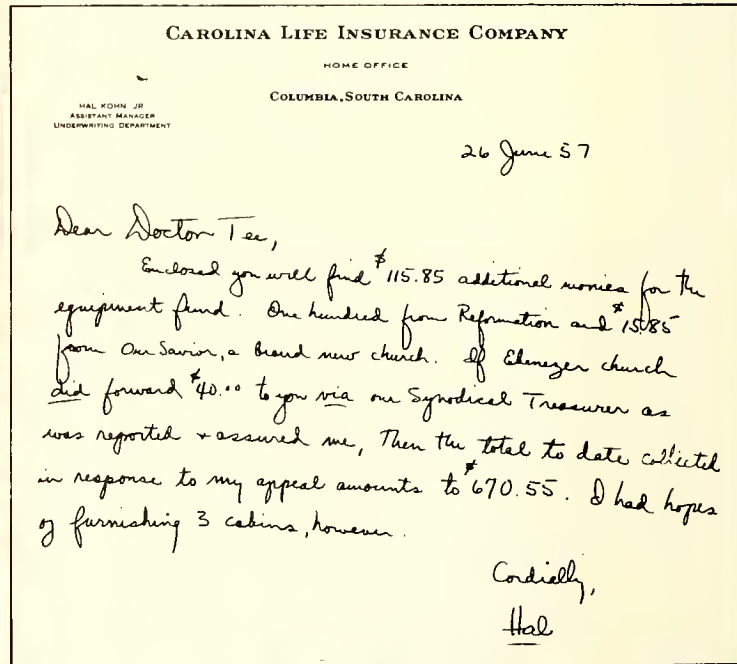 CAROLINA LIFE INSURANCE COMPANY
HOME OFFICE
COLUMBIA, SOUTH CAROLINA
HAL KOHN JR
ASSISTANT MANAGER
UNDERWRITING DEPARTMENT
26 June 57
Dear Doctor Tee,
Enclosed you will find $115.85 additional monies for the
equipment fund. One hundred from Reformation and $15.85
from Our Savior, a brand new church. If Ebenezer church
did forward $40.00 to you via our Synodical Treasurer as
was reported + assured me, Then the total to date collected
in response to my appeal amounts to $670.55. I had hopes
of furnishing 3 cabins, however.
Cordially,
Hal